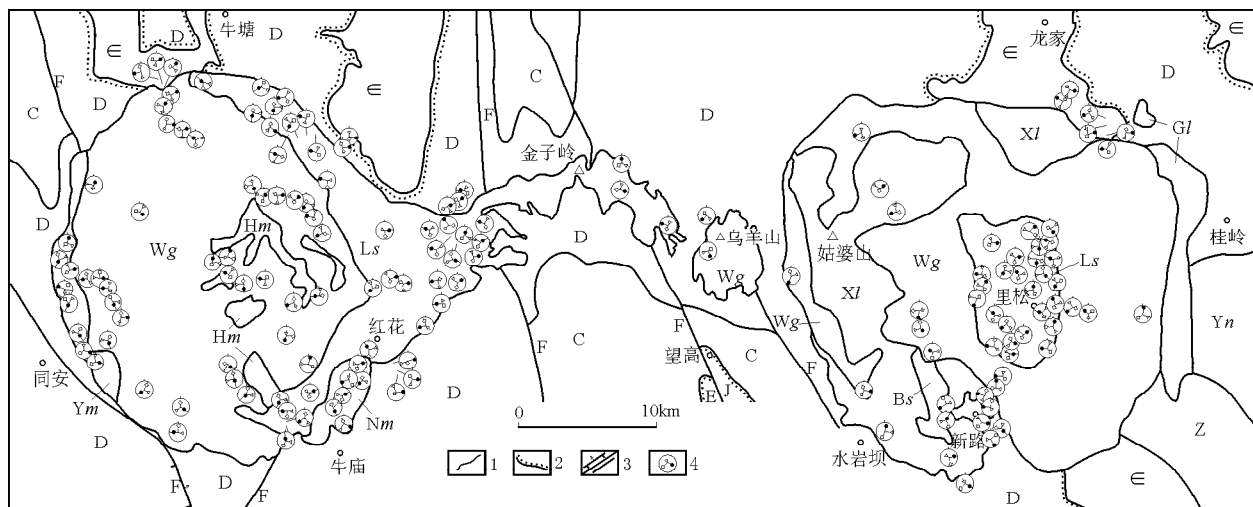 牛塘
龙家
∈
D
D
∈
D
F
D
C
C
∈
D
D
∈
F
D
金子岭
Xl
Gl
D
Hm
Wg
Ls
D
乌羊山
Wg
姑婆山
Wg
Ls
桂岭
Xl
里松
Hm
红花
F
C
F
望高
C
Wg
F
Yn
同安
Ym
D
E
J
Bs
Z
0
10km
Nm
D
新路
水岩坝
牛庙
1
2
3
4
F
D
F
D
∈